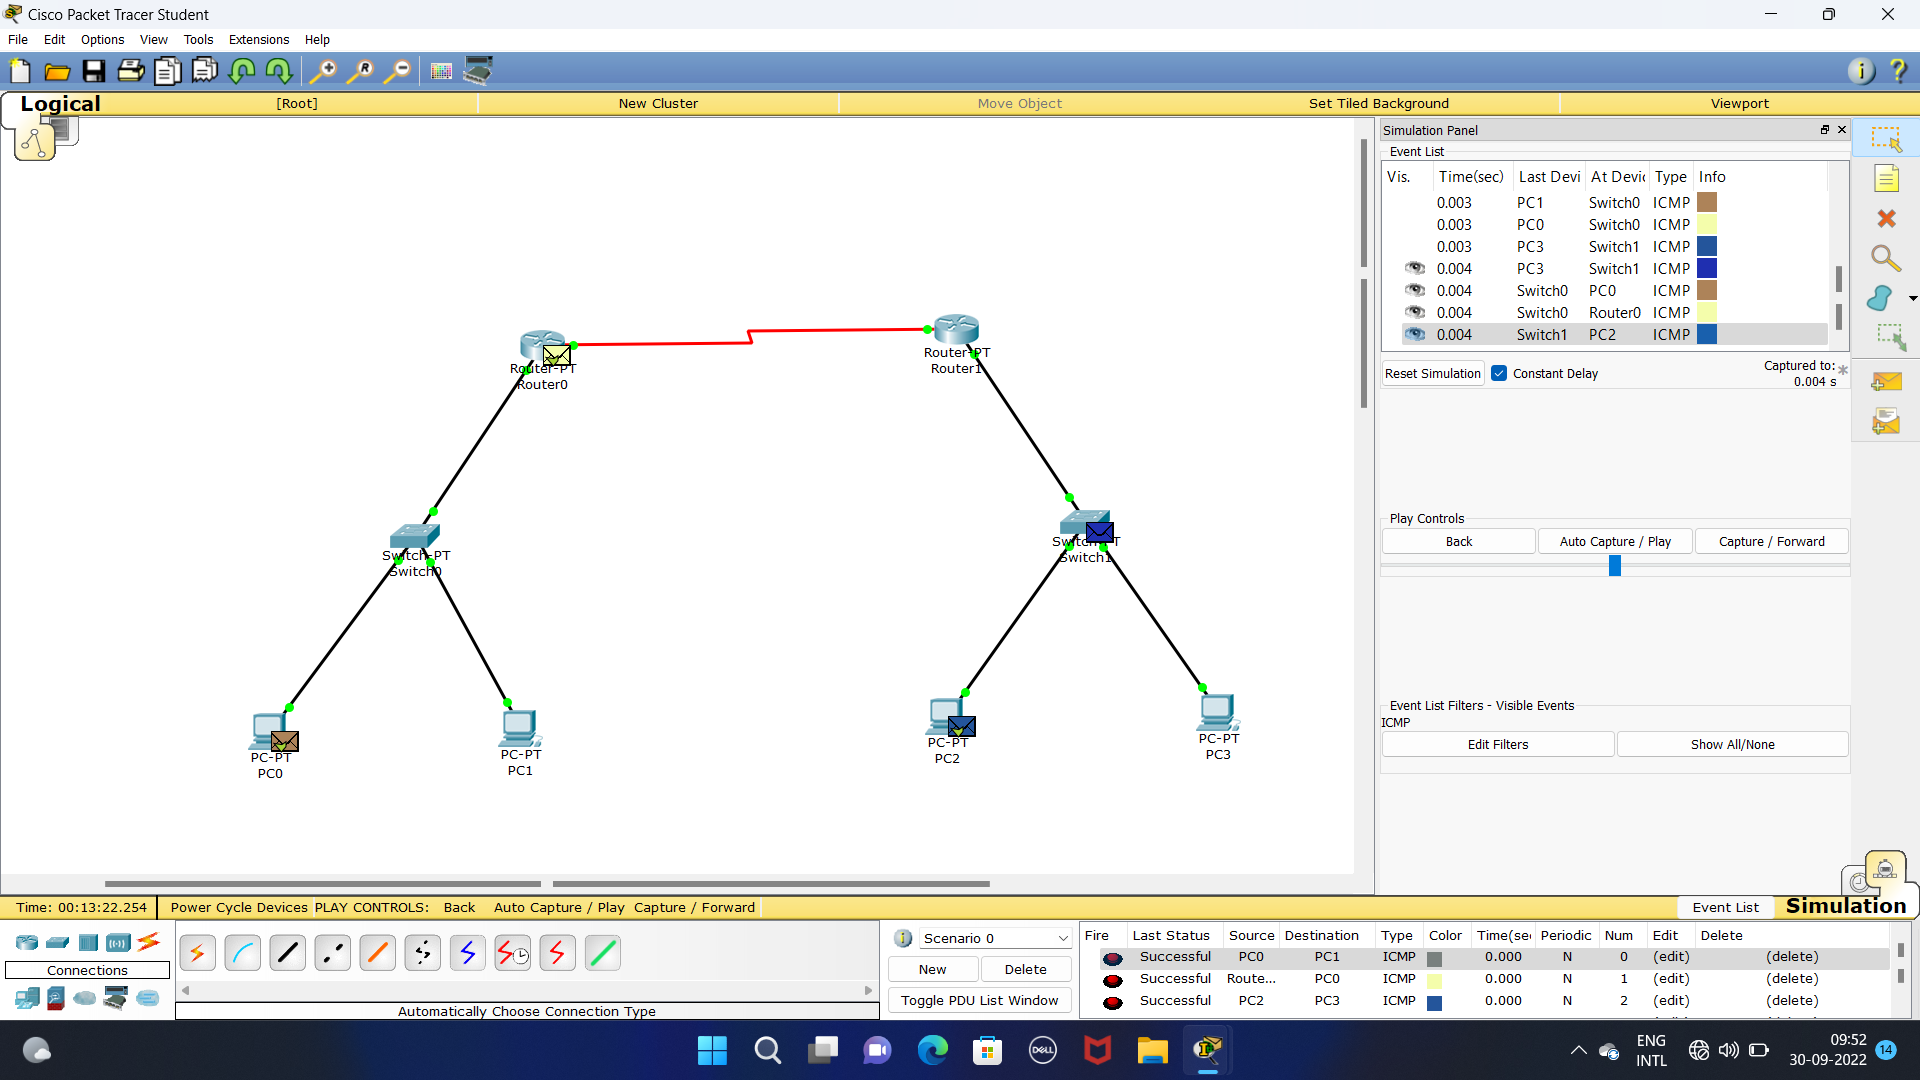 Cisco Packet Tracer Student
File Edit Options View Tools Extensions Help
Logical [Root] New Cluster Move Object Set Tiled Background Viewport
Simulation Panel
Event List
Vis. Time(sec) Last Devi At Devic Type Info
0.003 PC1 Switch0 ICMP
0.003 PC0 Switch0 ICMP
0.003 PC3 Switch1 ICMP
0.004 PC3 Switch1 ICMP
0.004 Switch0 PC0 ICMP
0.004 Switch0 Router0 ICMP
0.004 Switch1 PC2 ICMP
Reset Simulation Constant Delay Captured to: *
0.004 s
Play Controls
Back Auto Capture / Play Capture / Forward
Event List Filters - Visible Events
ICMP
Edit Filters Show All/None
Router-PT
Router0
Router-PT
Router1
Switch-PT
Switch0
Switch-PT
Switch1
PC-PT
PC0
PC-PT
PC1
PC-PT
PC2
PC-PT
PC3
Time: 00:13:22.254 Power Cycle Devices PLAY CONTROLS: Back Auto Capture / Play Capture / Forward Event List Simulation
Connections
Automatically Choose Connection Type
Scenario 0
New Delete
Toggle PDU List Window
Fire Last Status Source Destination Type Color Time(sec Periodic Num Edit Delete
Successful PC0 PC1 ICMP 0.000 N 0 (edit) (delete)
Successful Route... PC0 ICMP 0.000 N 1 (edit) (delete)
Successful PC2 PC3 ICMP 0.000 N 2 (edit) (delete)
DELL
ENG
INTL
09:52
30-09-2022
14